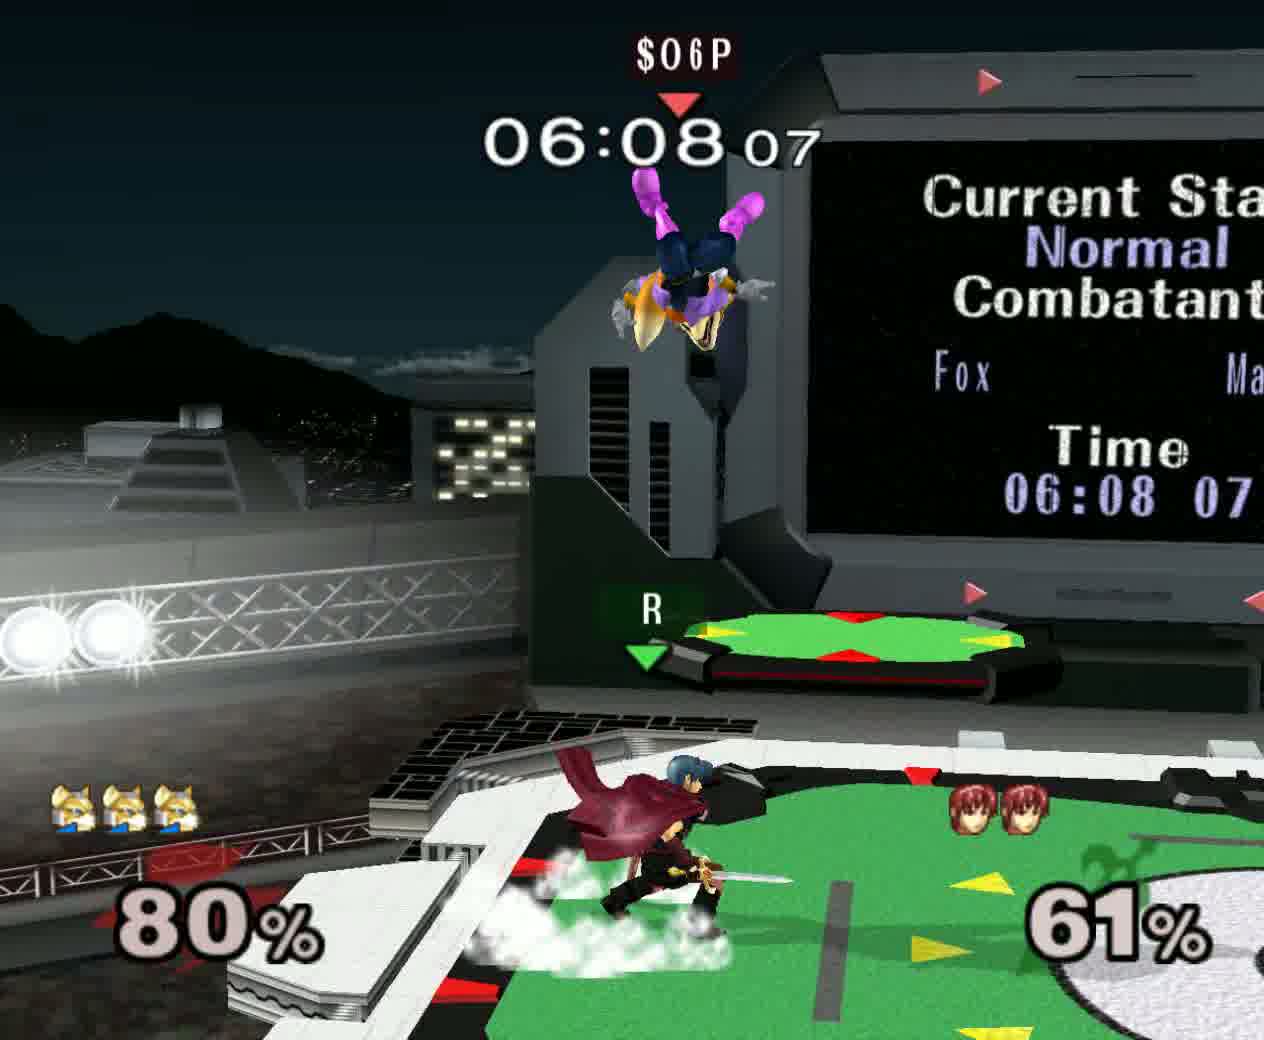 $06P
06:08 07
Current Sta
Normal
Combatant
Fox Ma
Time
06:08 07
R
80%
61%